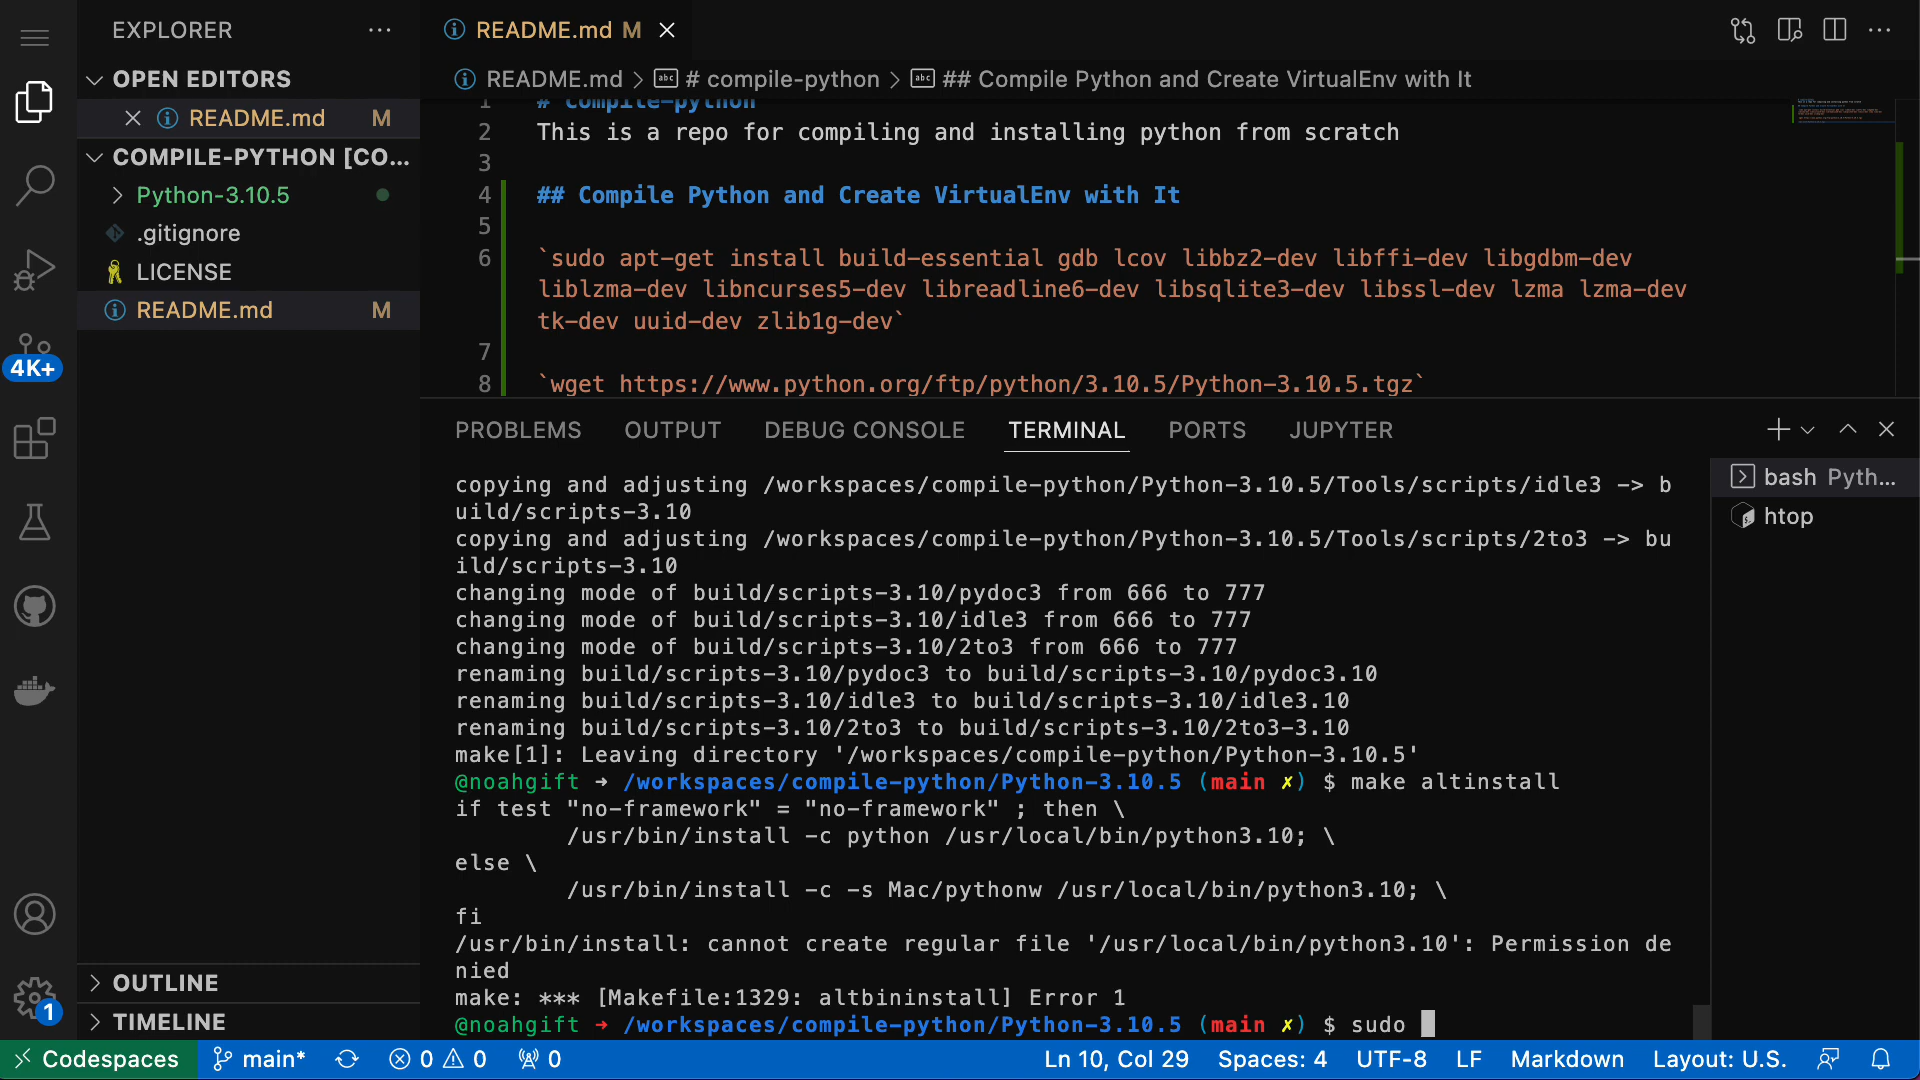 EXPLORER
OPEN EDITORS
README.md M
COMPILE-PYTHON [CO...
Python-3.10.5
.gitignore
LICENSE
README.md M
4K+
1
OUTLINE
TIMELINE
README.md M
README.md > # compile-python > ## Compile Python and Create VirtualEnv with It
1 # compile-python
2 This is a repo for compiling and installing python from scratch
3
4 ## Compile Python and Create VirtualEnv with It
5
6 `sudo apt-get install build-essential gdb lcov libbz2-dev libffi-dev libgdbm-dev
liblzma-dev libncurses5-dev libreadline6-dev libsqlite3-dev libssl-dev lzma lzma-dev
tk-dev uuid-dev zlib1g-dev`
7
8 `wget https://www.python.org/ftp/python/3.10.5/Python-3.10.5.tgz`
PROBLEMS OUTPUT DEBUG CONSOLE TERMINAL PORTS JUPYTER
copying and adjusting /workspaces/compile-python/Python-3.10.5/Tools/scripts/idle3 -> b
uild/scripts-3.10
copying and adjusting /workspaces/compile-python/Python-3.10.5/Tools/scripts/2to3 -> bu
ild/scripts-3.10
changing mode of build/scripts-3.10/pydoc3 from 666 to 777
changing mode of build/scripts-3.10/idle3 from 666 to 777
changing mode of build/scripts-3.10/2to3 from 666 to 777
renaming build/scripts-3.10/pydoc3 to build/scripts-3.10/pydoc3.10
renaming build/scripts-3.10/idle3 to build/scripts-3.10/idle3.10
renaming build/scripts-3.10/2to3 to build/scripts-3.10/2to3-3.10
make[1]: Leaving directory '/workspaces/compile-python/Python-3.10.5'
@noahgift ➜ /workspaces/compile-python/Python-3.10.5 (main ✗) $ make altinstall
if test "no-framework" = "no-framework" ; then \
/usr/bin/install -c python /usr/local/bin/python3.10; \
else \
/usr/bin/install -c -s Mac/pythonw /usr/local/bin/python3.10; \
fi
/usr/bin/install: cannot create regular file '/usr/local/bin/python3.10': Permission de
nied
make: *** [Makefile:1329: altbininstall] Error 1
@noahgift ➜ /workspaces/compile-python/Python-3.10.5 (main ✗) $ sudo
bash Pyth...
htop
Codespaces main* 0 0 0 Ln 10, Col 29 Spaces: 4 UTF-8 LF Markdown Layout: U.S.